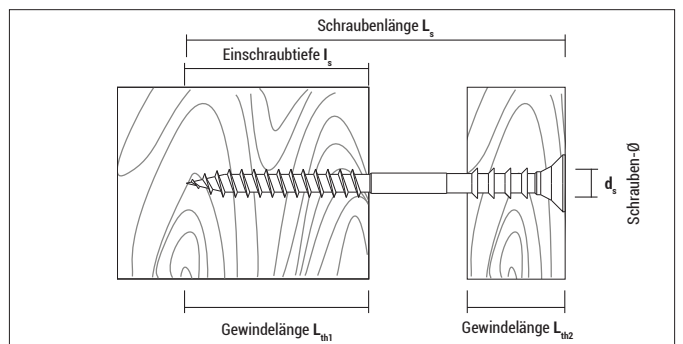 Schraubenlänge Ls
Einschraubtiefe ls
ds
Schrauben-Ø
Gewindelänge Lth1
Gewindelänge Lth2